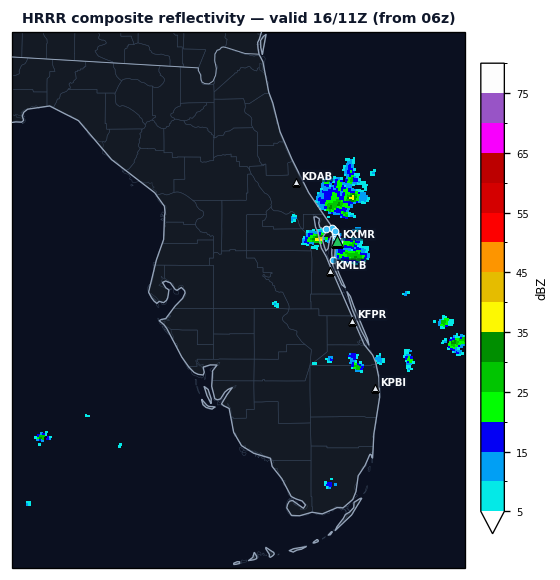 HRRR composite reflectivity — valid 16/11Z (from 06z)
KDAB
KXMR
KMLB
KFPR
KPBI
75
65
55
45
35
25
15
5
dBZ